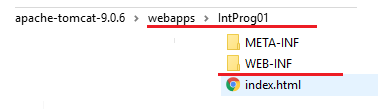 apache-tomcat-9.0.6 > webapps > IntProg01
META-INF
WEB-INF
index.html